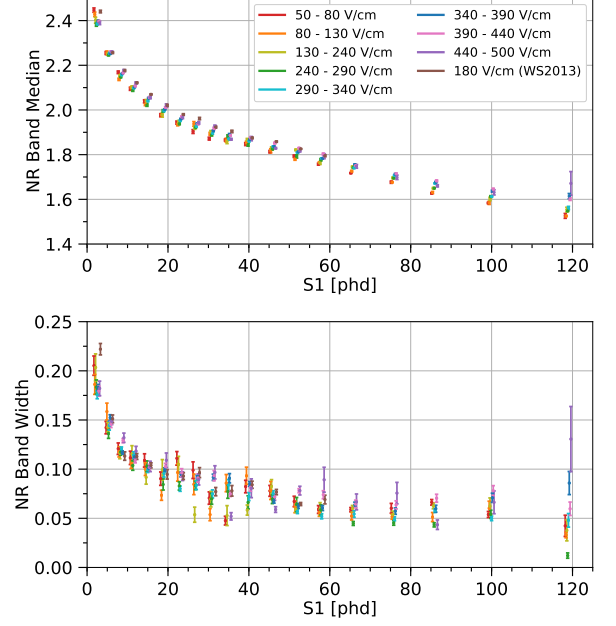 2.4
2.2
2.0
1.8
1.6
1.4
NR Band Median
50 - 80 V/cm
80 - 130 V/cm
130 - 240 V/cm
240 - 290 V/cm
290 - 340 V/cm
340 - 390 V/cm
390 - 440 V/cm
440 - 500 V/cm
180 V/cm (WS2013)
0 20 40 60 80 100 120
S1 [phd]
0.25
0.20
0.15
0.10
0.05
0.00
NR Band Width
0 20 40 60 80 100 120
S1 [phd]